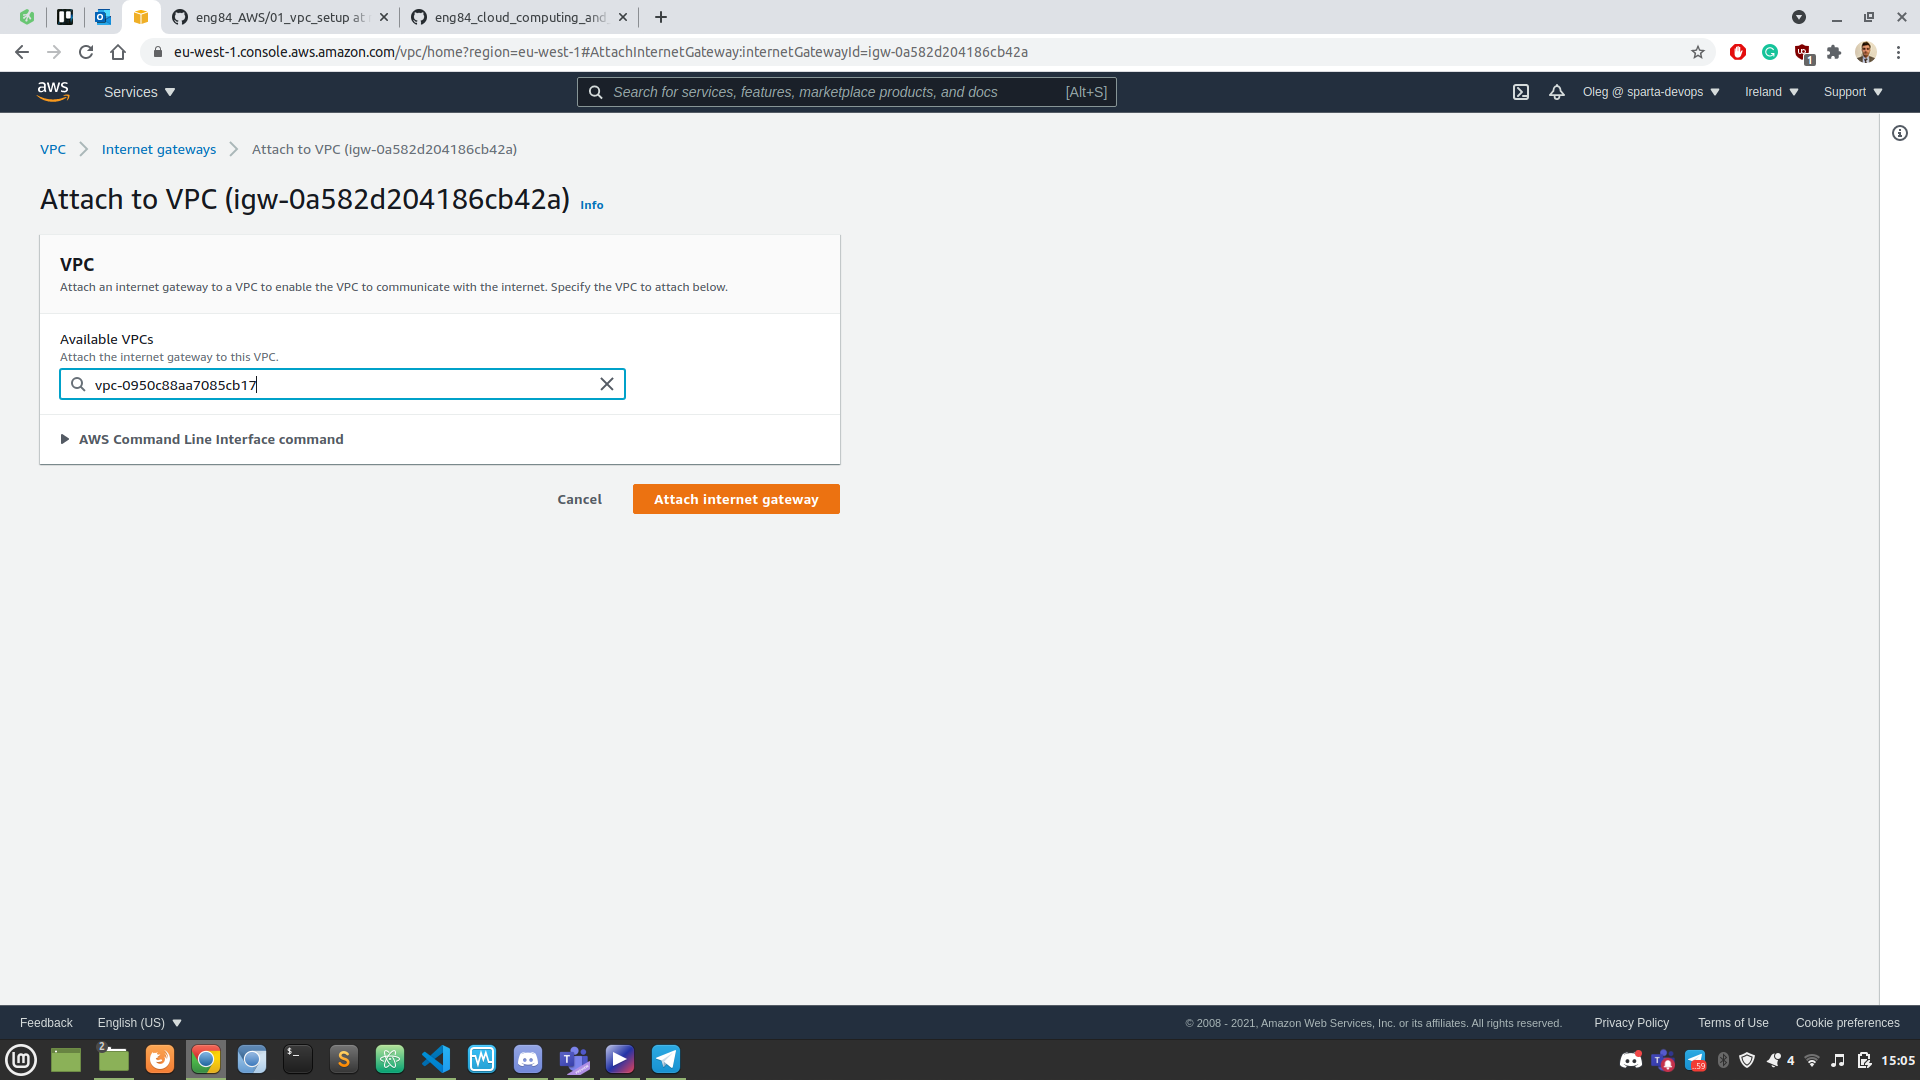 eng84_AWS/01_vpc_setup at
eng84_cloud_computing_and_
eu-west-1.console.aws.amazon.com/vpc/home?region=eu-west-1#AttachInternetGateway:internetGatewayId=igw-0a582d204186cb42a
1
aws
Services
Search for services, features, marketplace products, and docs
[Alt+S]
Oleg @ sparta-devops
Ireland
Support
VPC
Internet gateways
Attach to VPC (igw-0a582d204186cb42a)
Attach to VPC (igw-0a582d204186cb42a)
Info
VPC
Attach an internet gateway to a VPC to enable the VPC to communicate with the internet. Specify the VPC to attach below.
Available VPCs
Attach the internet gateway to this VPC.
vpc-0950c88aa7085cb17
AWS Command Line Interface command
Cancel
Attach internet gateway
Feedback
English (US)
© 2008 - 2021, Amazon Web Services, Inc. or its affiliates. All rights reserved.
Privacy Policy
Terms of Use
Cookie preferences
2
4
15:05